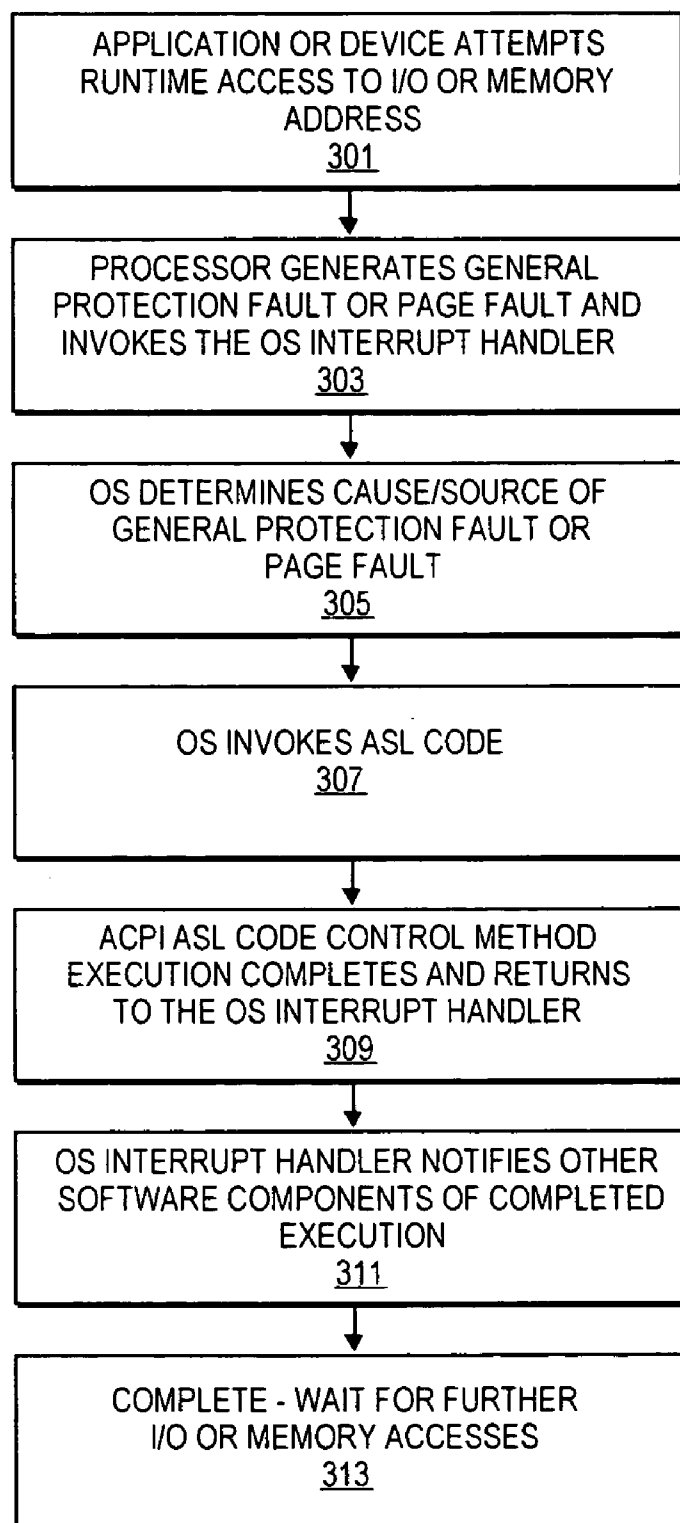 APPLICATION OR DEVICE ATTEMPTS
RUNTIME ACCESS TO I/O OR MEMORY
ADDRESS
301
PROCESSOR GENERATES GENERAL
PROTECTION FAULT OR PAGE FAULT AND
INVOKES THE OS INTERRUPT HANDLER
303
OS DETERMINES CAUSE/SOURCE OF
GENERAL PROTECTION FAULT OR
PAGE FAULT
305
OS INVOKES ASL CODE
307
ACPI ASL CODE CONTROL METHOD
EXECUTION COMPLETES AND RETURNS
TO THE OS INTERRUPT HANDLER
309
OS INTERRUPT HANDLER NOTIFIES OTHER
SOFTWARE COMPONENTS OF COMPLETED
EXECUTION
311
COMPLETE - WAIT FOR FURTHER
I/O OR MEMORY ACCESSES
313